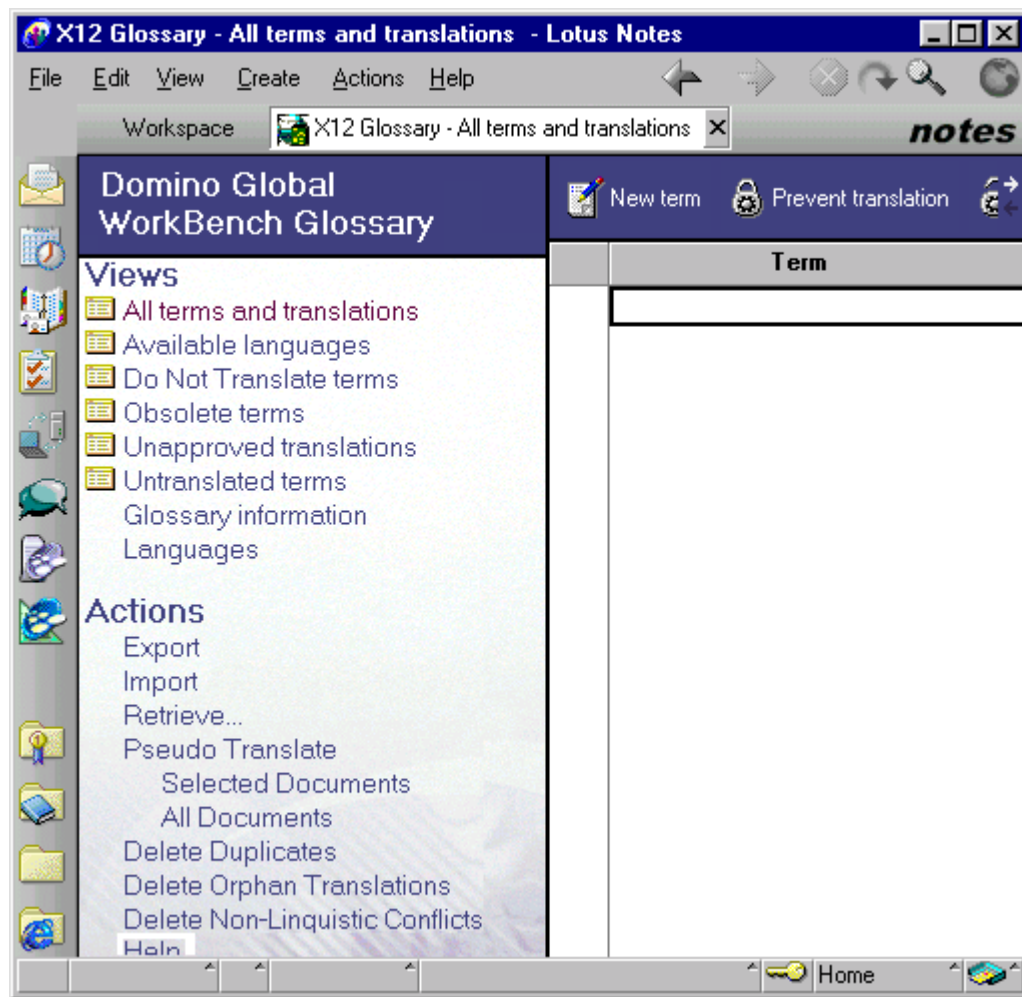 X12 Glossary - All terms and translations - Lotus Notes
File Edit View Create Actions Help
Workspace X12 Glossary - All terms and translations notes
Domino Global
WorkBench Glossary
New term Prevent translation
Term
Views
All terms and translations
Available languages
Do Not Translate terms
Obsolete terms
Unapproved translations
Untranslated terms
Glossary information
Languages
Actions
Export
Import
Retrieve...
Pseudo Translate
Selected Documents
All Documents
Delete Duplicates
Delete Orphan Translations
Delete Non-Linguistic Conflicts
Help
Home